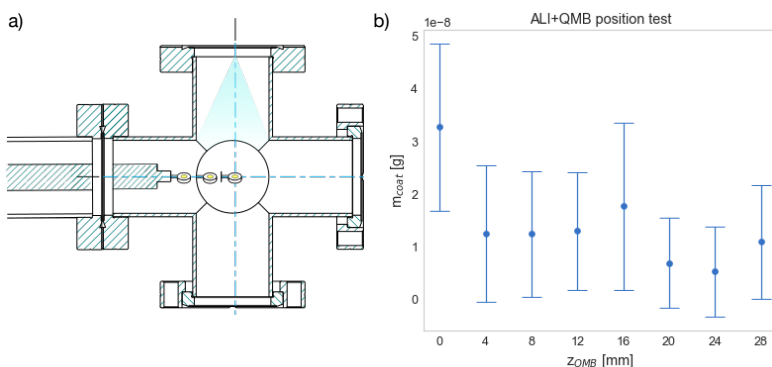 a)
b)
ALI+QMB position test
1e−8
m_coat [g]
5
4
3
2
1
0
0 4 8 12 16 20 24 28
z_QMB [mm]